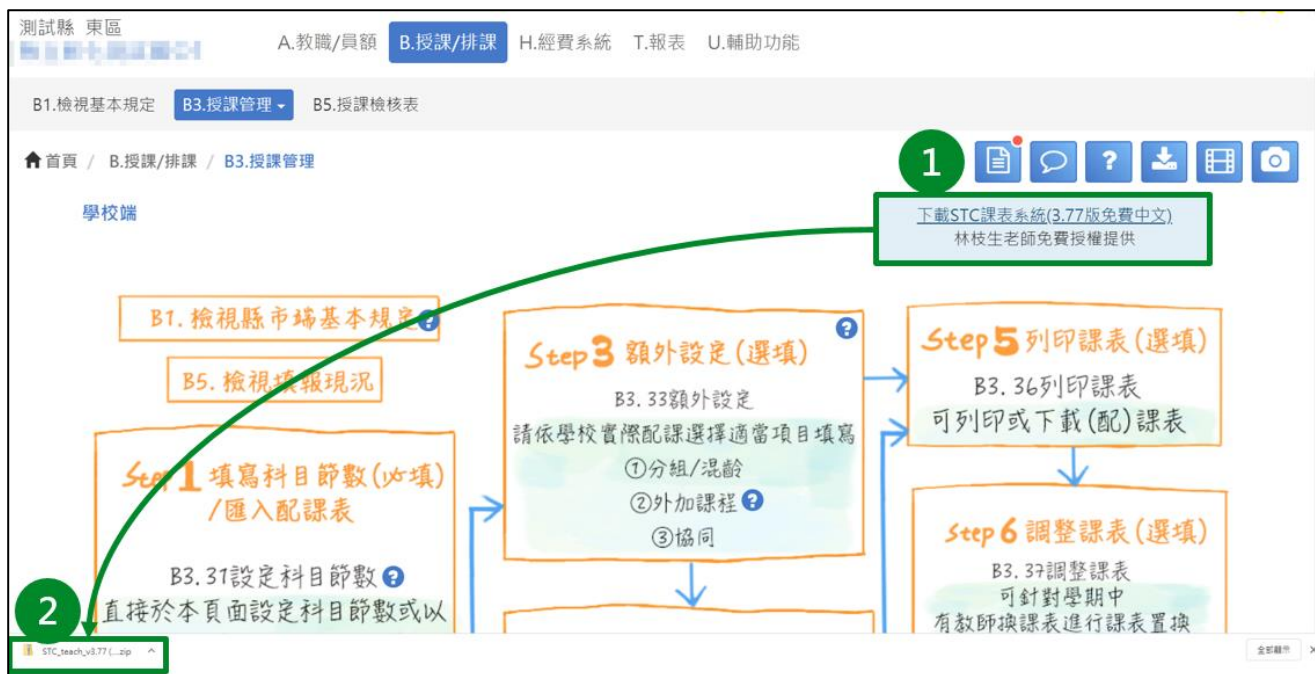 測試縣 東區
A.教職/員額 B.授課/排課 H.經費系統 T.報表 U.輔助功能
B1.檢視基本規定 B3.授課管理 B5.授課檢核表
首頁 / B.授課/排課 / B3.授課管理
1
?
學校端
下載STC課表系統(3.77版免費中文)
林枝生老師免費授權提供
B1.檢視縣市端基本規定?
B5.檢視填報現況
Step 1 填寫科目節數(必填)
/匯入配課表
B3.31設定科目節數?
直接於本頁面設定科目節數或以
?
Step 3 額外設定(選填)
B3.33額外設定
請依學校實際配課選擇適當項目填寫
①分組/混齡
②外加課程?
③協同
Step 5 列印課表(選填)
B3.36列印課表
可列印或下載(配)課表
Step 6 調整課表(選填)
B3.37調整課表
可針對學期中
有教師換課表進行課表置換
2
STC_teach_v3.77 (....zip
全部顯示